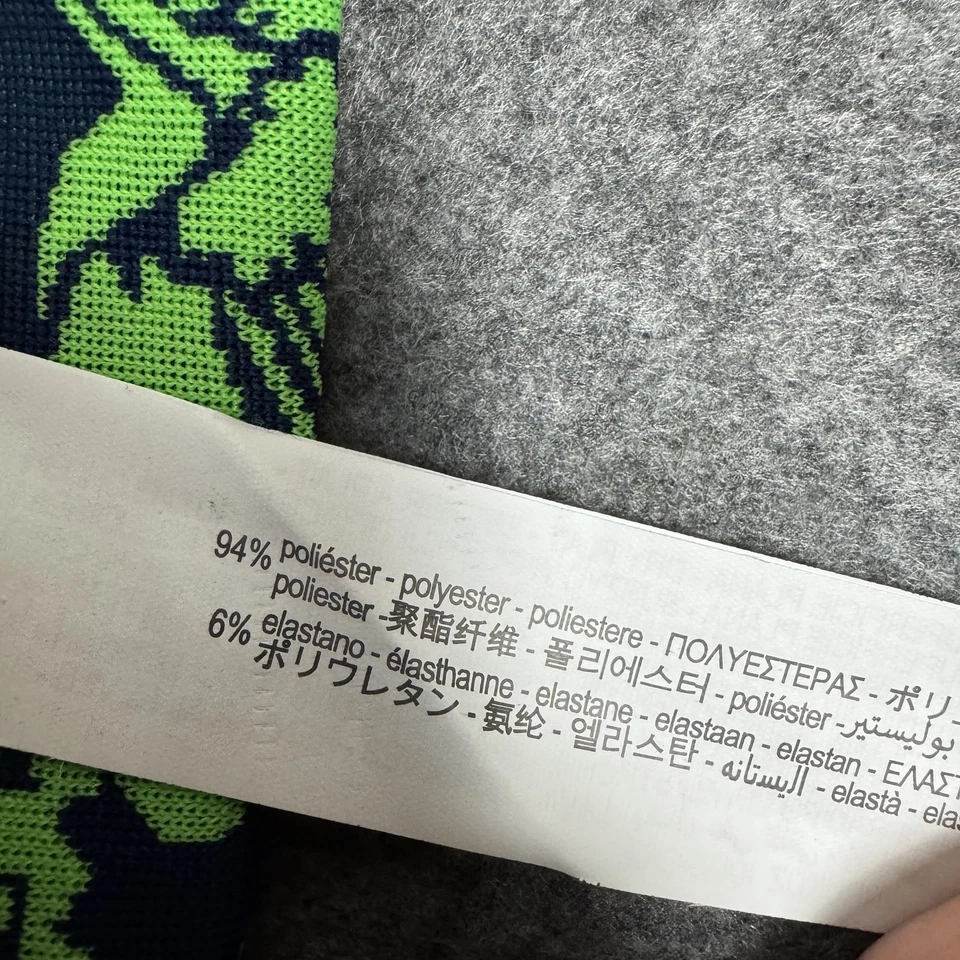 94% poliéster - polyester - poliestere - ΠΟΛΥΕΣΤΕΡΑΣ - ポリ
poliester -聚酯纤维 - 폴리에스터 - poliéster - بوليستير
6% elastano - élasthanne - elastane - elastaan - elastan - ΕΛΑΣΤ
ポリウレタン - 氨纶 - 엘라스탄 - اليستانه - elastà - elas